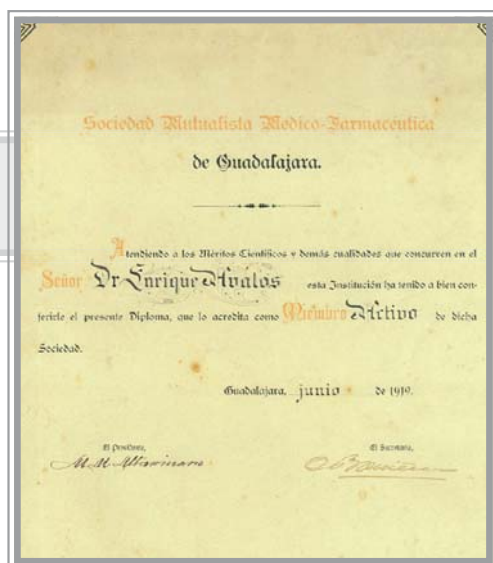 Sociedad Mutualista Medico-Farmaceutica
de Guadalajara.
Atendiendo a los Méritos Científicos y demás cualidades que concurren en el
Señor Dr Enrique Avalos esta Institución ha tenido a bien con-
ferirle el presente Diploma, que lo acredita como Miembro Activo de dicha
Sociedad.
Guadalajara, junio de 1919.
El Presidente, El Secretario,
M. M.